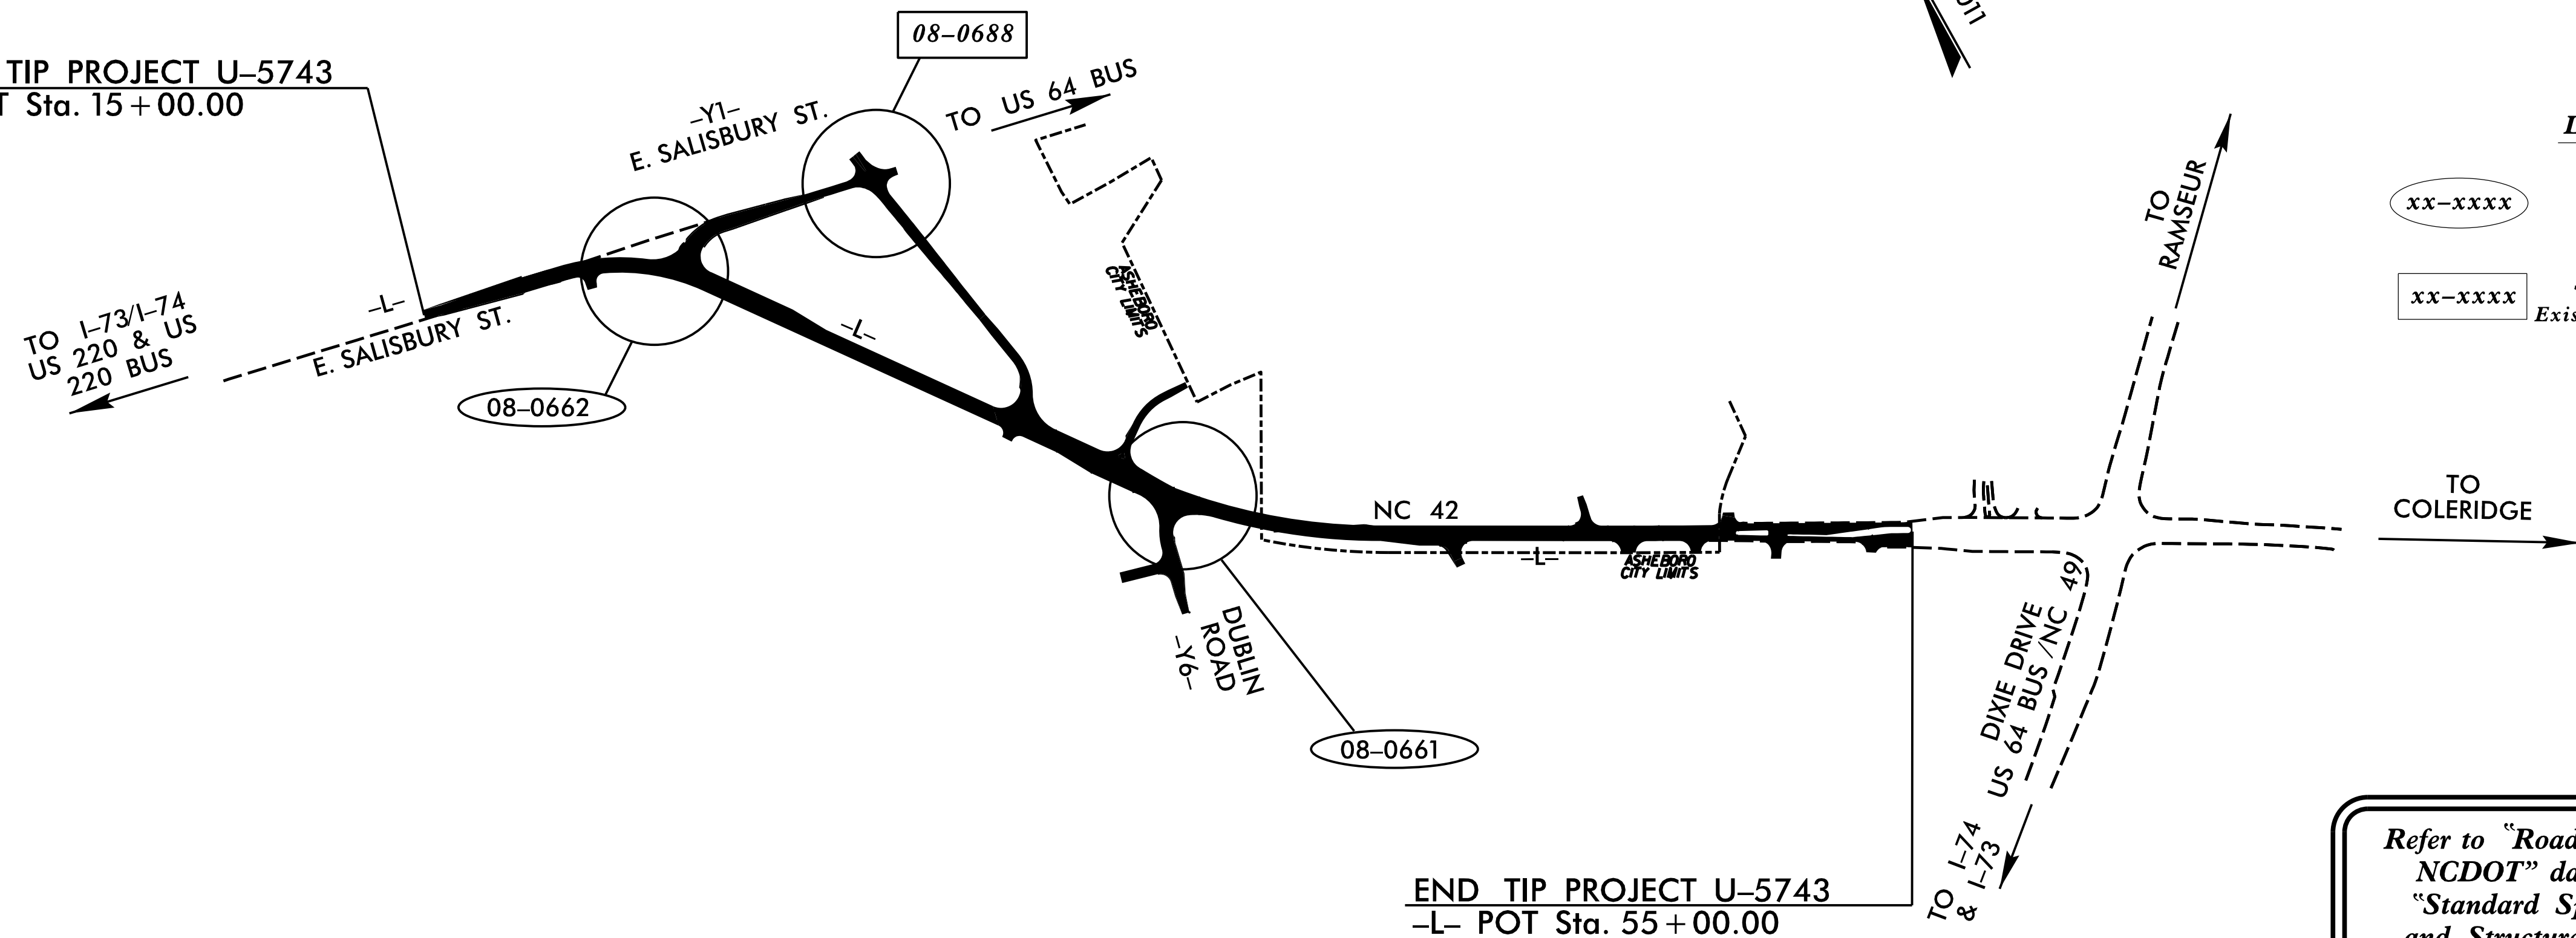 08–0688
TIP PROJECT U–5743
T Sta. 15+00.00
–Y1–
E. SALISBURY ST.
TO US 64 BUS
TO I–73/I–74
US 220 & US
220 BUS
–L–
E. SALISBURY ST.
08–0662
–L–
ASHEBORO
CITY LIMITS
NC 42
–L–
ASHEBORO
CITY LIMITS
DUBLIN
ROAD
–Y6–
08–0661
TO
RAMSEUR
TO
COLERIDGE
DIXIE DRIVE
US 64 BUS /NC 49
TO I–74
& I–73
END TIP PROJECT U–5743
–L– POT Sta. 55+00.00
xx–xxxx
xx–xxxx
Exis
Refer to "Road
NCDOT" da
"Standard Sp
and Structur